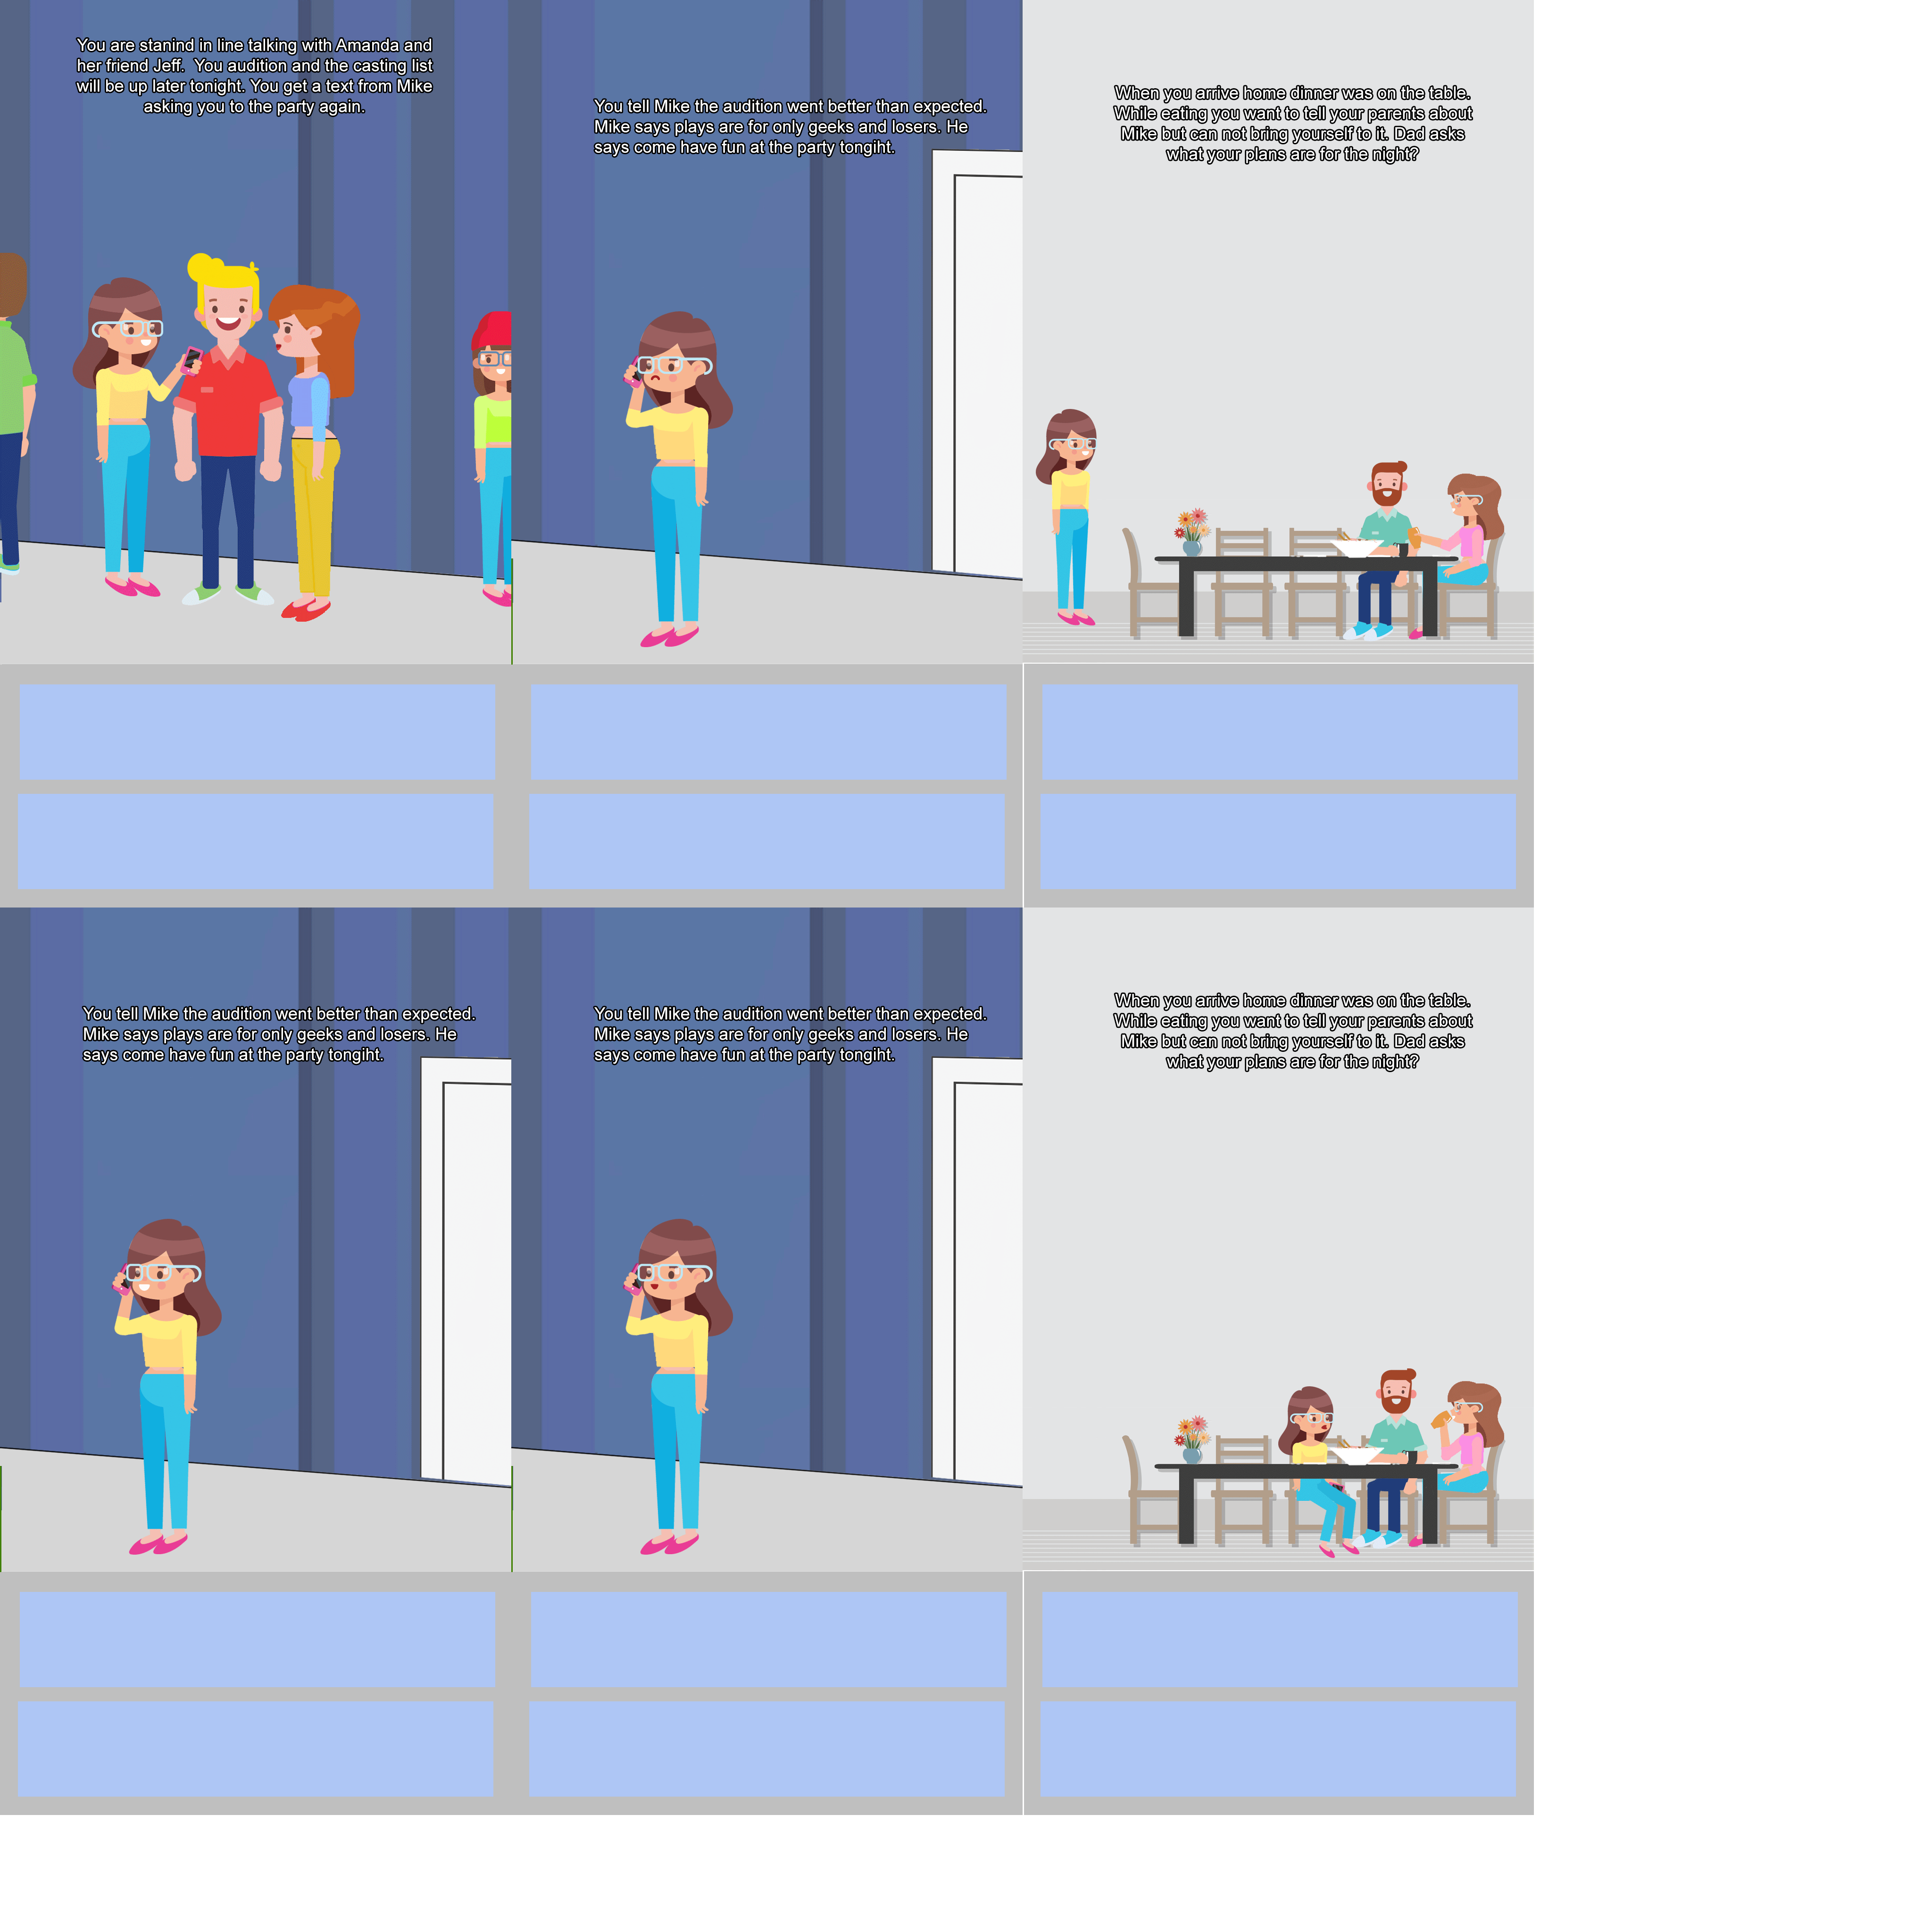 You are stanind in line talking with Amanda and
her friend Jeff.  You audition and the casting list
will be up later tonight. You get a text from Mike
asking you to the party again.
You tell Mike the audition went better than expected.
Mike says plays are for only geeks and losers. He
says come have fun at the party tongiht.
When you arrive home dinner was on the table.
While eating you want to tell your parents about
Mike but can not bring yourself to it. Dad asks
what your plans are for the night?
You tell Mike the audition went better than expected.
Mike says plays are for only geeks and losers. He
says come have fun at the party tongiht.
You tell Mike the audition went better than expected.
Mike says plays are for only geeks and losers. He
says come have fun at the party tongiht.
When you arrive home dinner was on the table.
While eating you want to tell your parents about
Mike but can not bring yourself to it. Dad asks
what your plans are for the night?